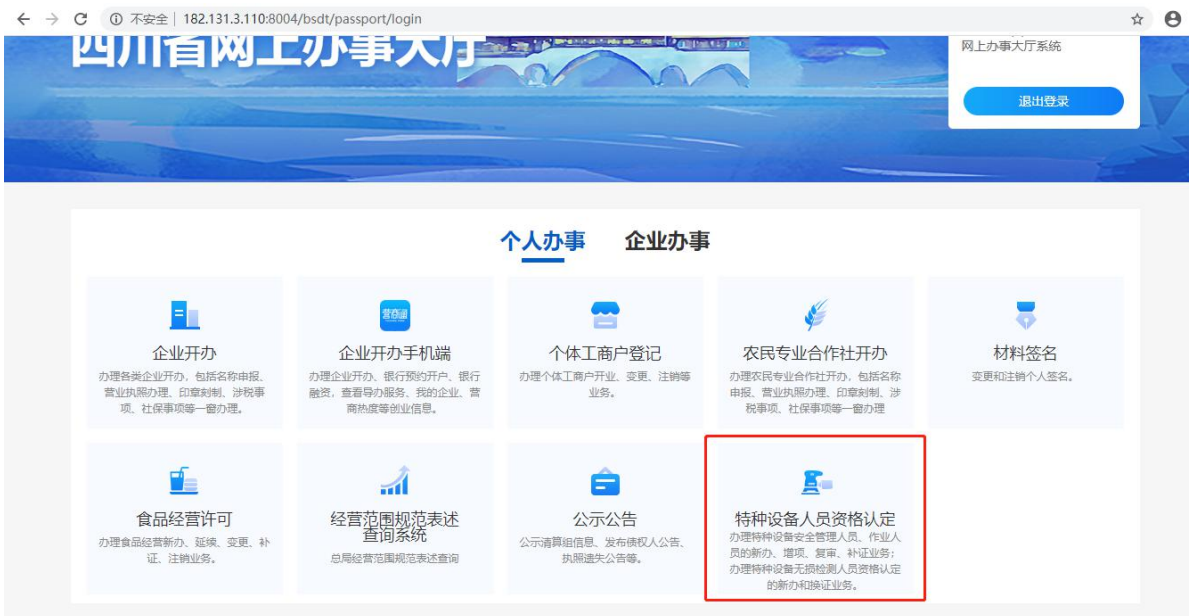 不安全 | 182.131.3.110:8004/bsdt/passport/login
四川省网上办事大厅
网上办事大厅系统
退出登录
个人办事 企业办事
企业开办
办理各类企业开办，包括名称申报、
营业执照办理、印章刻制、涉税事
项、社保事项等一窗办理。
营商通
企业开办手机端
办理企业开办、银行预约开户、银行
融资，查看导办服务、我的企业、营
商热度等创业信息。
个体工商户登记
办理个体工商户开业、变更、注销等
业务。
农民专业合作社开办
办理农民专业合作社开办，包括名称
申报、营业执照办理、印章刻制、涉
税事项、社保事项等一窗办理
材料签名
变更和注销个人签名。
食品经营许可
办理食品经营新办、延续、变更、补
证、注销业务。
经营范围规范表述
查询系统
总局经营范围规范表述查询
公示公告
公示清算组信息、发布债权人公告、
执照遗失公告等。
特种设备人员资格认定
办理特种设备安全管理人员、作业人
员的新办、增项、复审、补证业务；
办理特种设备无损检测人员资格认定
的新办和换证业务。